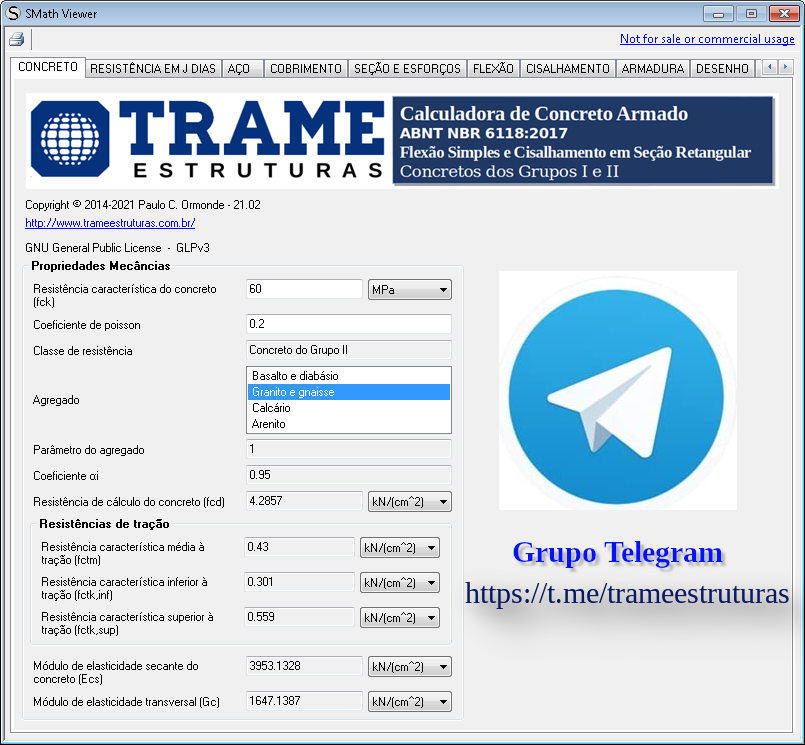 SMath Viewer
Not for sale or commercial usage
CONCRETO RESISTÊNCIA EM J DIAS AÇO COBRIMENTO SEÇÃO E ESFORÇOS FLEXÃO CISALHAMENTO ARMADURA DESENHO
TRAME
ESTRUTURAS
Calculadora de Concreto Armado
ABNT NBR 6118:2017
Flexão Simples e Cisalhamento em Seção Retangular
Concretos dos Grupos I e II
Copyright © 2014-2021 Paulo C. Ormonde - 21.02
http://www.trameestruturas.com.br/
GNU General Public License - GLPv3
Propriedades Mecâncias
Resistência característica do concreto
(fck)
60 MPa
Coeficiente de poisson 0.2
Classe de resistência Concreto do Grupo II
Agregado
Basalto e diabásio
Granito e gnaisse
Calcário
Arenito
Parâmetro do agregado 1
Coeficiente αi 0.95
Resistência de cálculo do concreto (fcd) 4.2857 kN/(cm^2)
Resistências de tração
Resistência característica média à
tração (fctm)
0.43 kN/(cm^2)
Resistência característica inferior à
tração (fctk,inf)
0.301 kN/(cm^2)
Resistência característica superior à
tração (fctk,sup)
0.559 kN/(cm^2)
Módulo de elasticidade secante do
concreto (Ecs)
3953.1328 kN/(cm^2)
Módulo de elasticidade transversal (Gc) 1647.1387 kN/(cm^2)
Grupo Telegram
https://t.me/trameestruturas